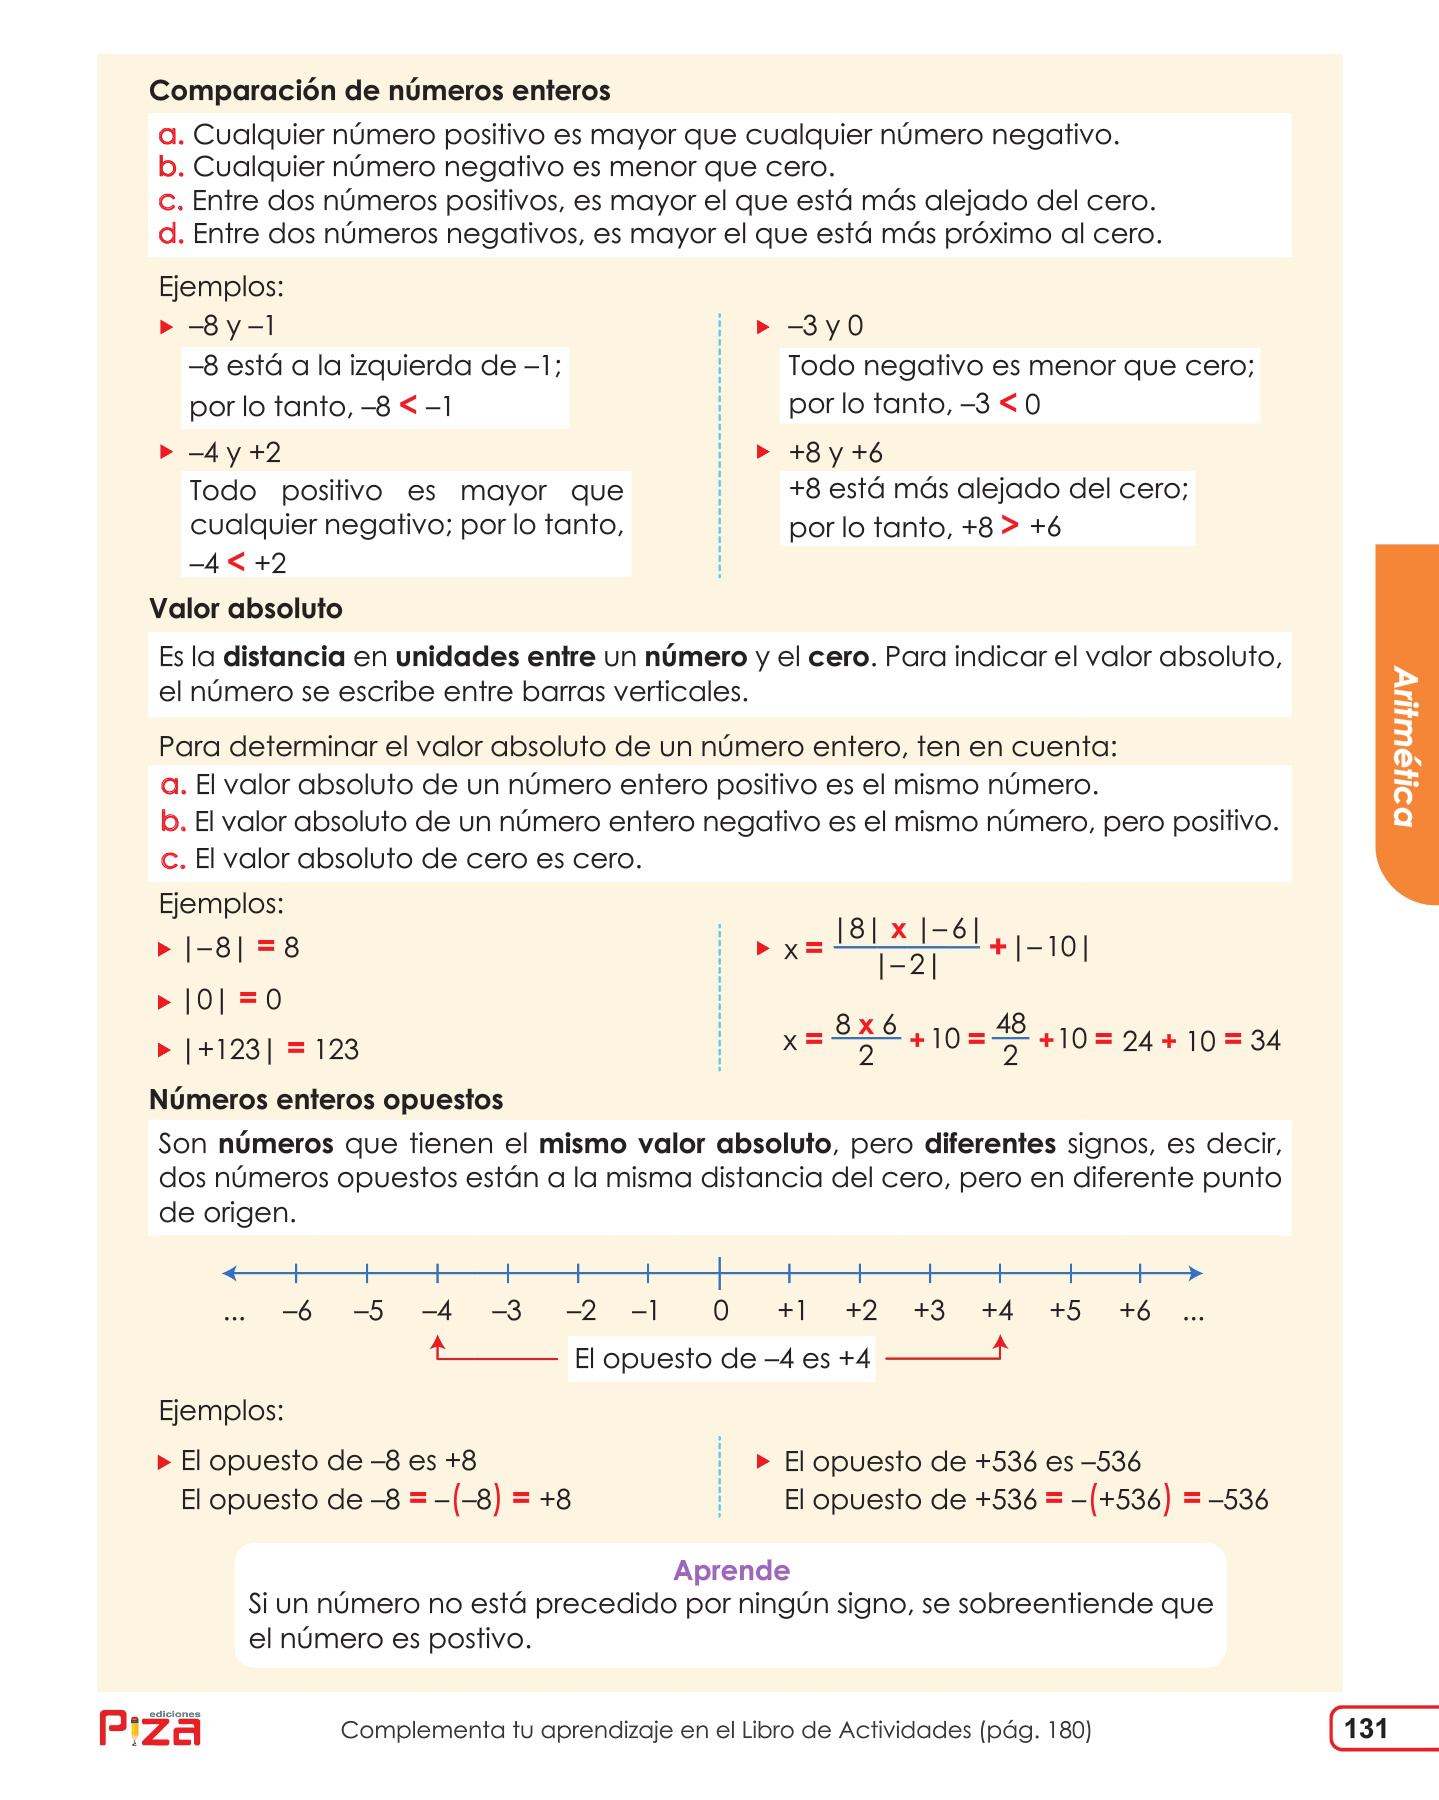 Comparación de números enteros
a. Cualquier número positivo es mayor que cualquier número negativo.
b. Cualquier número negativo es menor que cero.
c. Entre dos números positivos, es mayor el que está más alejado del cero.
d. Entre dos números negativos, es mayor el que está más próximo al cero.
Ejemplos:
–8 y –1
–8 está a la izquierda de –1;
por lo tanto, –8 < –1
–4 y +2
Todo positivo es mayor que
cualquier negativo; por lo tanto,
–4 < +2
–3 y 0
Todo negativo es menor que cero;
por lo tanto, –3 < 0
+8 y +6
+8 está más alejado del cero;
por lo tanto, +8 > +6
Valor absoluto
Es la distancia en unidades entre un número y el cero. Para indicar el valor absoluto,
el número se escribe entre barras verticales.
Para determinar el valor absoluto de un número entero, ten en cuenta:
a. El valor absoluto de un número entero positivo es el mismo número.
b. El valor absoluto de un número entero negativo es el mismo número, pero positivo.
c. El valor absoluto de cero es cero.
Ejemplos:
|–8| = 8
|0| = 0
|+123| = 123
x = |8| x |–6| / |–2| + |–10|
x = 8 x 6 / 2 + 10 = 48 / 2 + 10 = 24 + 10 = 34
Números enteros opuestos
Son números que tienen el mismo valor absoluto, pero diferentes signos, es decir,
dos números opuestos están a la misma distancia del cero, pero en diferente punto
de origen.
... –6 –5 –4 –3 –2 –1 0 +1 +2 +3 +4 +5 +6 ...
El opuesto de –4 es +4
Ejemplos:
El opuesto de –8 es +8
El opuesto de –8 = –(–8) = +8
El opuesto de +536 es –536
El opuesto de +536 = –(+536) = –536
Aprende
Si un número no está precedido por ningún signo, se sobreentiende que
el número es postivo.
Aritmética
ediciones
Piza
Complementa tu aprendizaje en el Libro de Actividades (pág. 180)
131